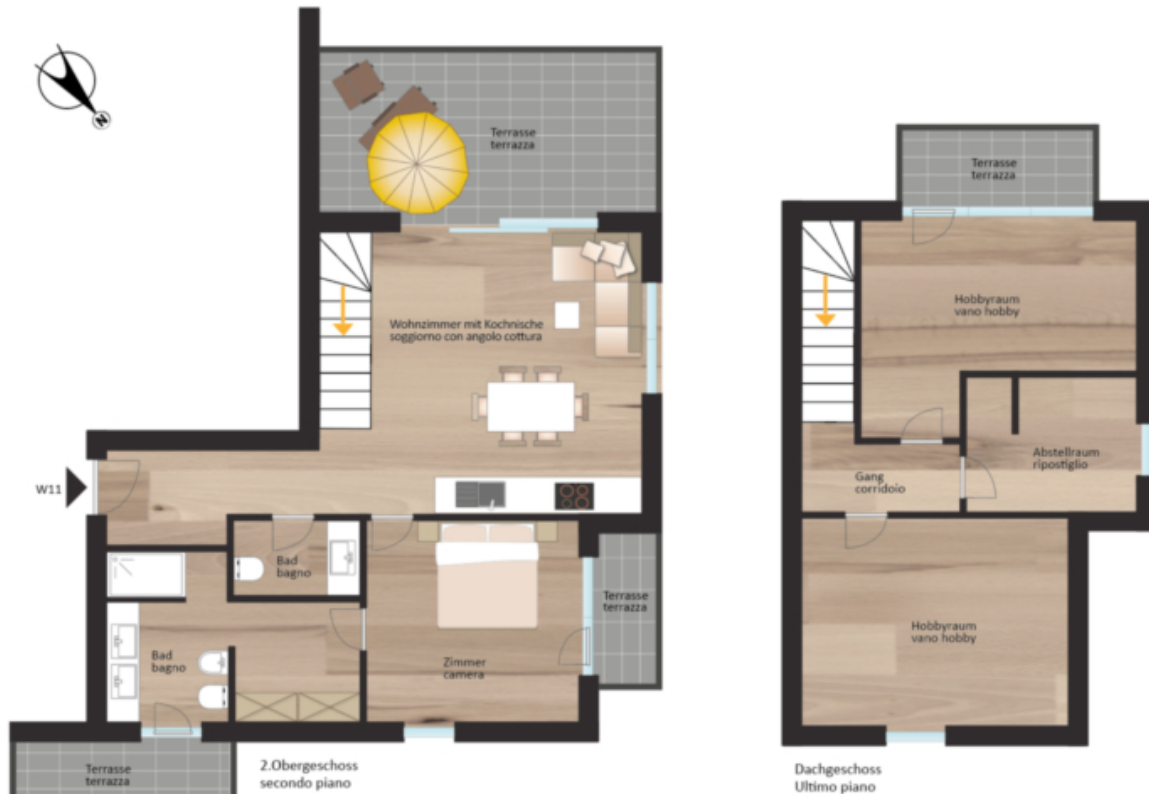 N
Terrasse
terrazza
Wohnzimmer mit Kochnische
soggiorno con angolo cottura
W11
Bad
bagno
Terrasse
terrazza
Bad
bagno
Zimmer
camera
Terrasse
terrazza
2.Obergeschoss
secondo piano
Terrasse
terrazza
Hobbyraum
vano hobby
Abstellraum
ripostiglio
Gang
corridoio
Hobbyraum
vano hobby
Dachgeschoss
Ultimo piano